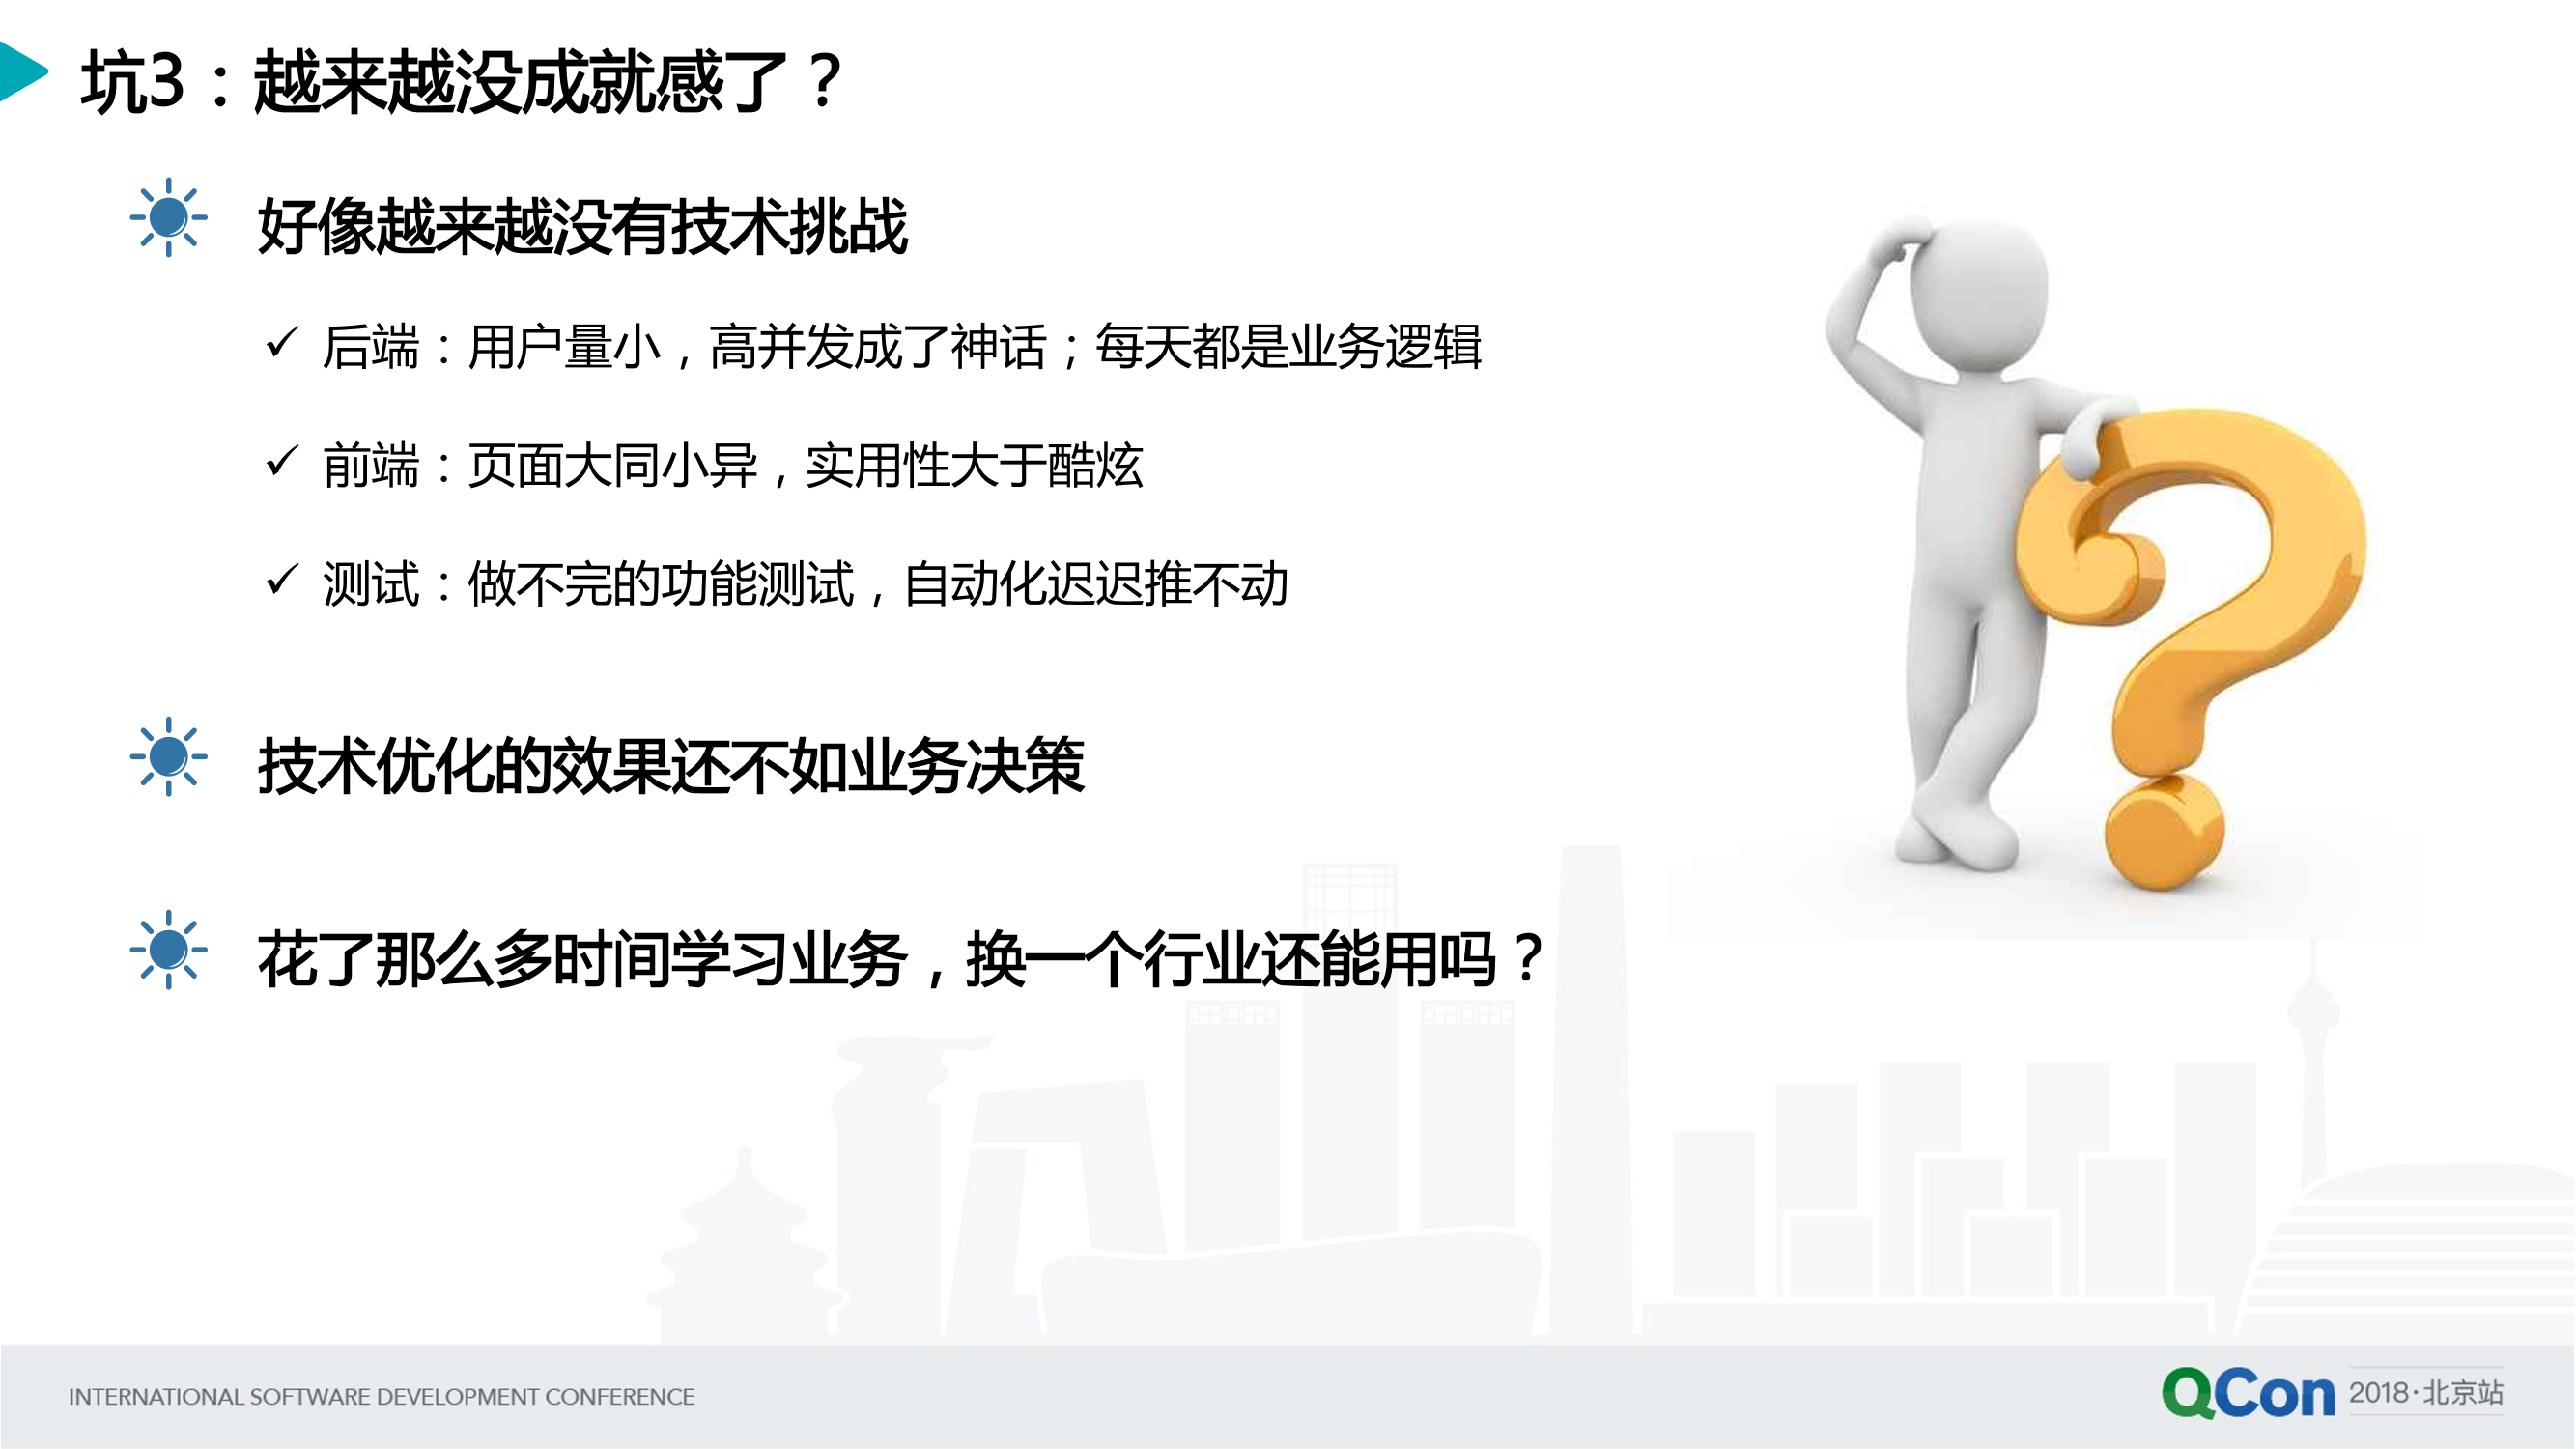 坑3：越来越没成就感了？
好像越来越没有技术挑战
后端：用户量小，高并发成了神话；每天都是业务逻辑
前端：页面大同小异，实用性大于酷炫
测试：做不完的功能测试，自动化迟迟推不动
技术优化的效果还不如业务决策
花了那么多时间学习业务，换一个行业还能用吗？
INTERNATIONAL SOFTWARE DEVELOPMENT CONFERENCE
QCon 2018·北京站